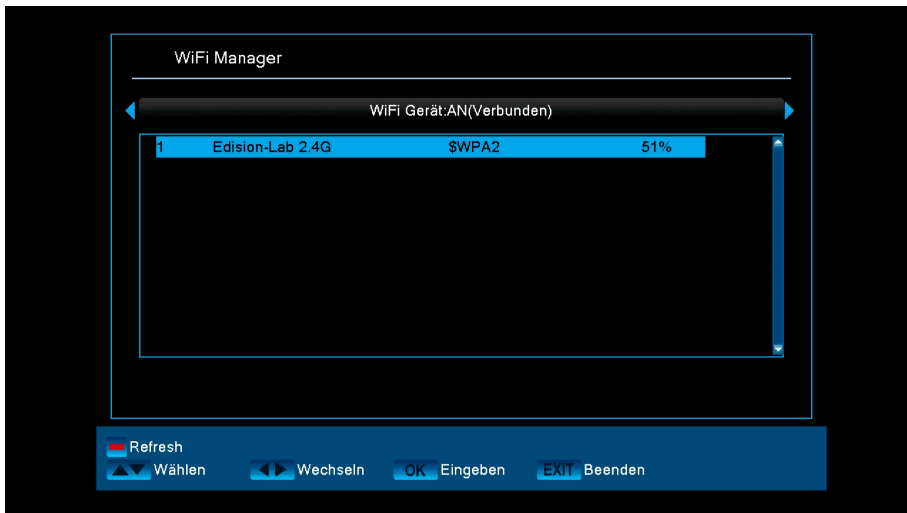 WiFi Manager
WiFi Gerät:AN(Verbunden)
1 Edision-Lab 2.4G $WPA2 51%
Refresh
Wählen Wechseln OK Eingeben EXIT Beenden